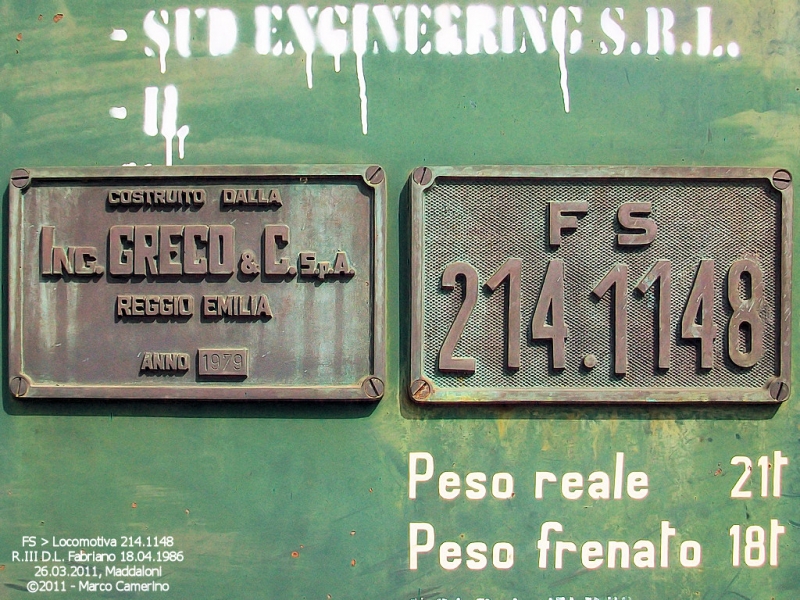 - SUD ENGINEERING S.R.L.
COSTRUITO DALLA
ING. GRECO & C. S.p.A.
REGGIO EMILIA
ANNO 1979
FS
214.1148
Peso reale 21t
Peso frenato 18t
FS > Locomotiva 214.1148
R.III D.L. Fabriano 18.04.1986
26.03.2011, Maddaloni
©2011 - Marco Camerino